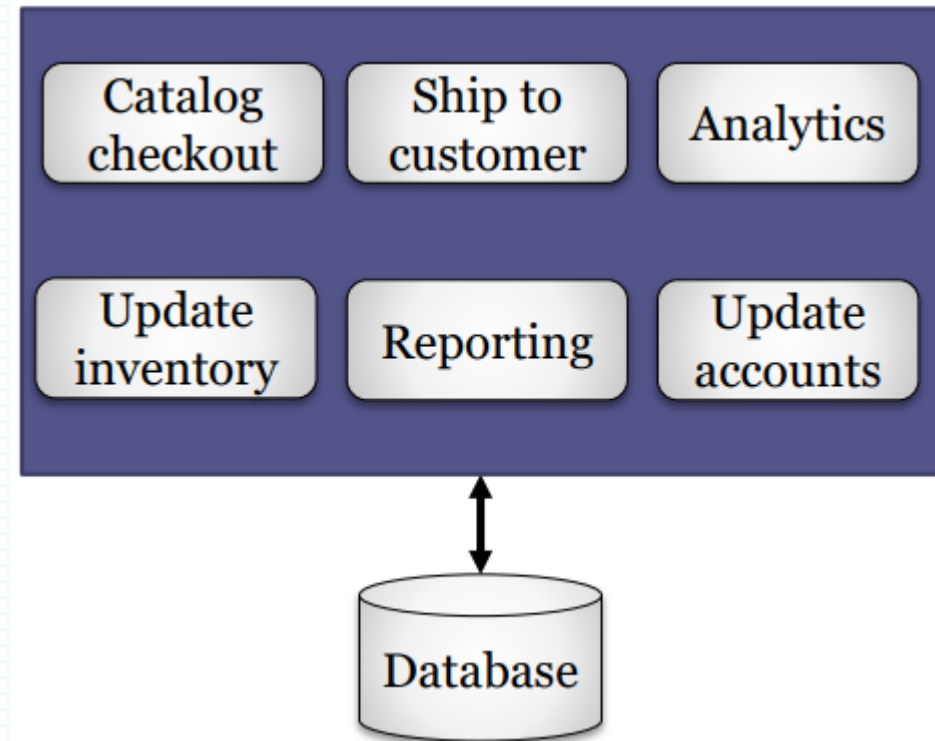 Catalog
checkout
Ship to
customer
Analytics
Update
inventory
Reporting
Update
accounts
Database